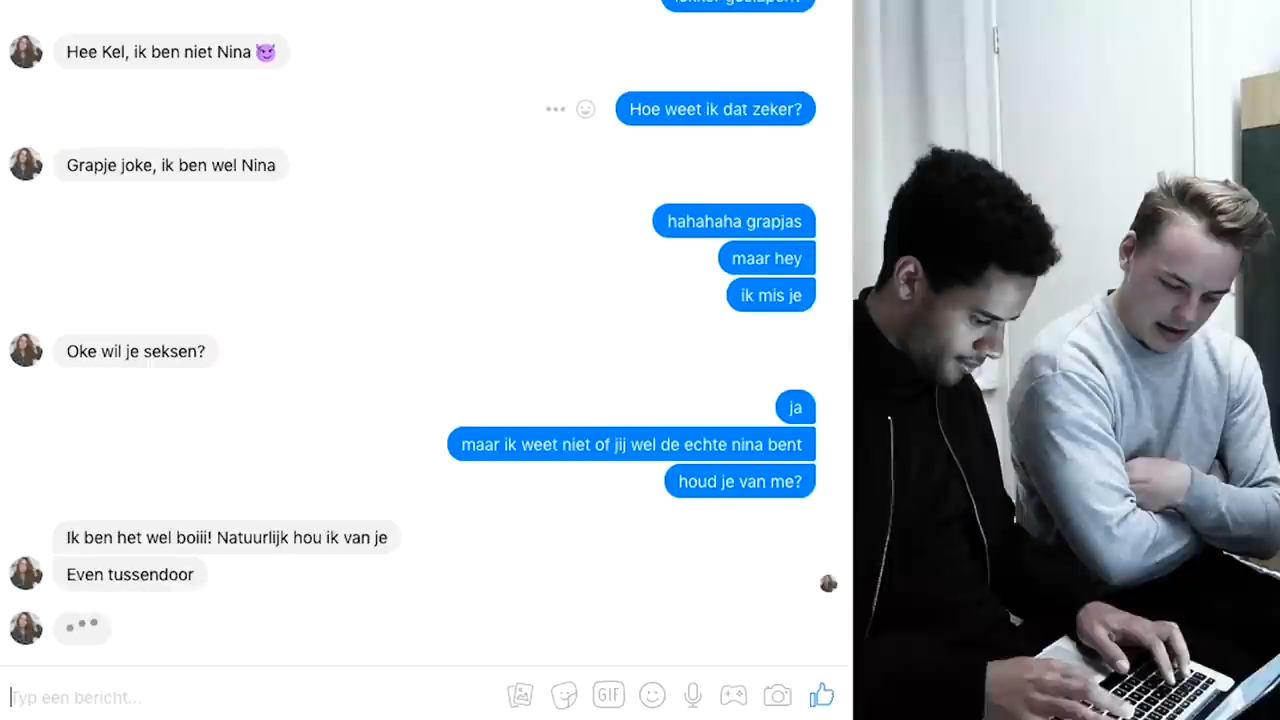 lekker geslapen?
Hee Kel, ik ben niet Nina 😈
Hoe weet ik dat zeker?
Grapje joke, ik ben wel Nina
hahahaha grapjas
maar hey
ik mis je
Oke wil je seksen?
ja
maar ik weet niet of jij wel de echte nina bent
houd je van me?
Ik ben het wel boiii! Natuurlijk hou ik van je
Even tussendoor
Typ een bericht...
GIF